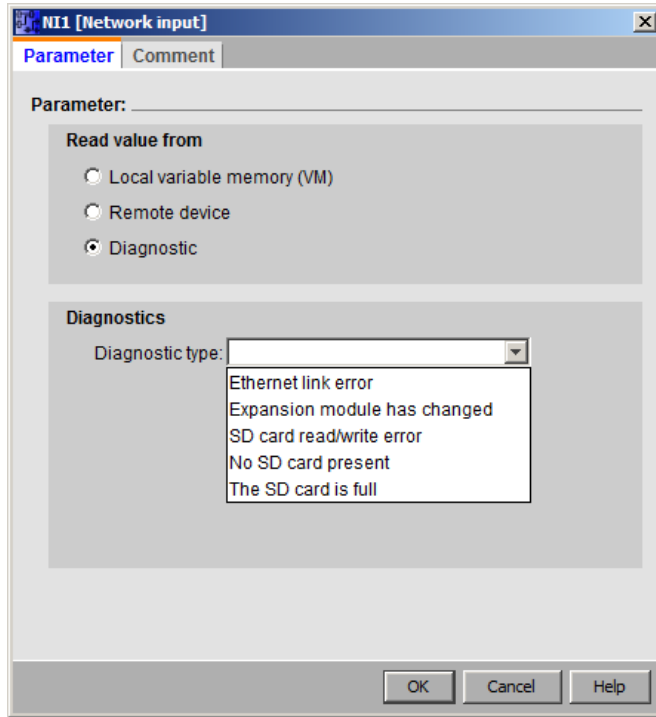 NI1 [Network input]
Parameter Comment
Parameter:
Read value from
Local variable memory (VM)
Remote device
Diagnostic
Diagnostics
Diagnostic type:
Ethernet link error
Expansion module has changed
SD card read/write error
No SD card present
The SD card is full
OK Cancel Help